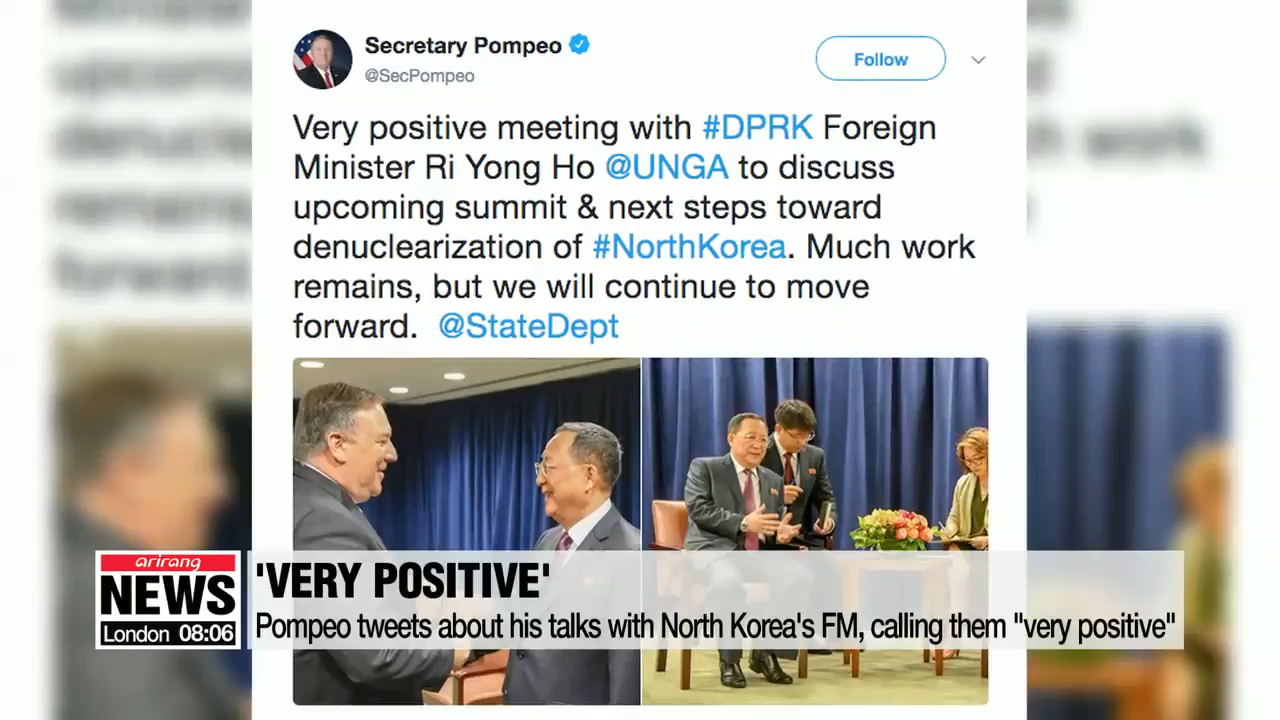 Secretary Pompeo
@SecPompeo
Follow
Very positive meeting with #DPRK Foreign
Minister Ri Yong Ho @UNGA to discuss
upcoming summit & next steps toward
denuclearization of #NorthKorea. Much work
remains, but we will continue to move
forward. @StateDept
arirang
NEWS
London 08:06
'VERY POSITIVE'
Pompeo tweets about his talks with North Korea's FM, calling them "very positive"